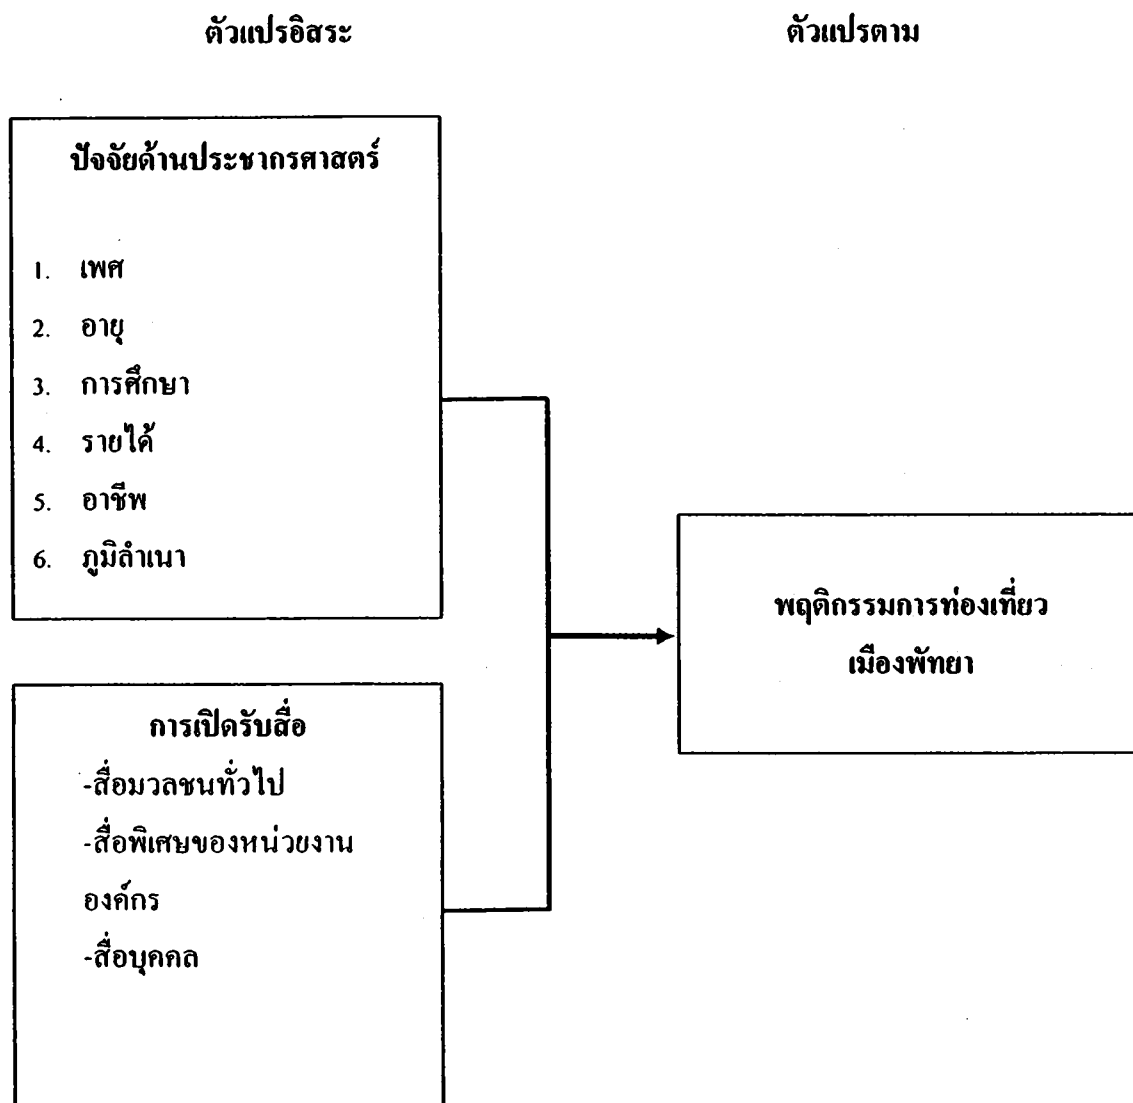 ตัวแปรอิสระ
ตัวแปรตาม
ปัจจัยด้านประชากรศาสตร์
1. เพศ
2. อายุ
3. การศึกษา
4. รายได้
5. อาชีพ
6. ภูมิลำเนา
การเปิดรับสื่อ
-สื่อมวลชนทั่วไป
-สื่อพิเศษของหน่วยงาน
องค์กร
-สื่อบุคคล
พฤติกรรมการท่องเที่ยว
เมืองพัทยา